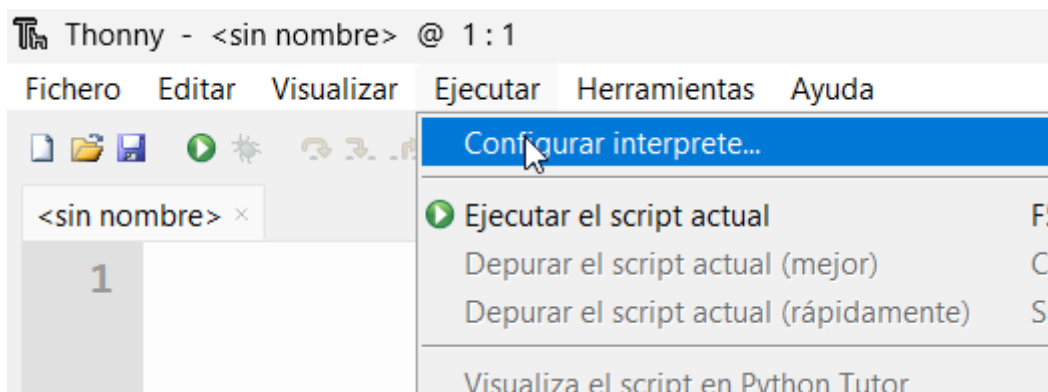 Thonny - <sin nombre> @ 1 : 1
Fichero Editar Visualizar Ejecutar Herramientas Ayuda
Configurar interprete...
<sin nombre> ×
Ejecutar el script actual
1
Depurar el script actual (mejor)
Depurar el script actual (rápidamente)
Visualiza el script en Python Tutor